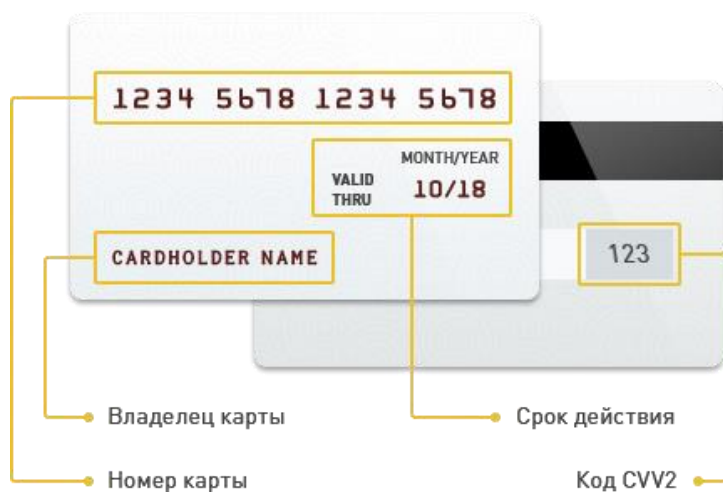 1234 5678 1234 5678
MONTH/YEAR
VALID THRU 10/18
CARDHOLDER NAME
123
Владелец карты
Срок действия
Номер карты
Код CVV2